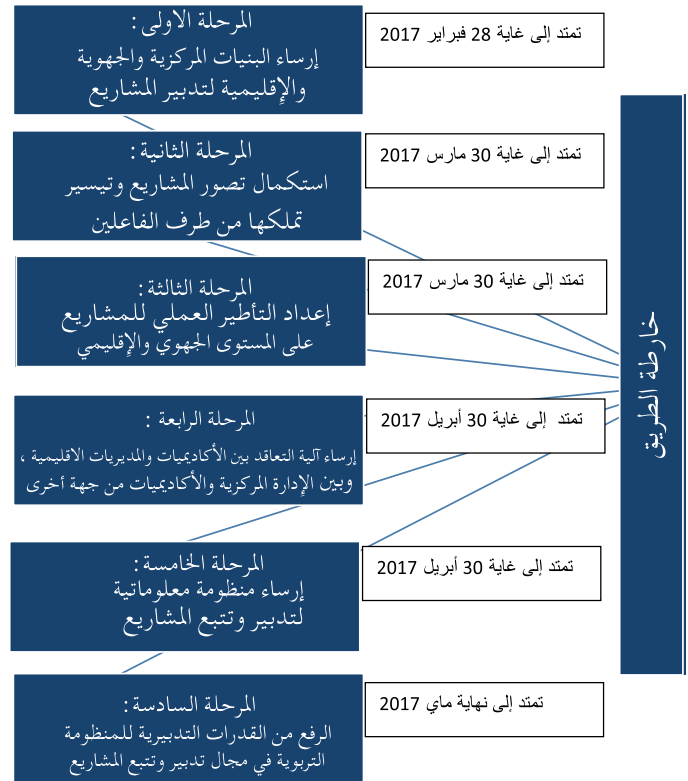 خارطة الطريق
المرحلة الاولى :
إرساء البنيات المركزية والجهوية
والإقليمية لتدبير المشاريع
تمتد إلى غاية 28 فبراير 2017
المرحلة الثانية :
استكمال تصور المشاريع وتيسير
تملكها من طرف الفاعلين
تمتد إلى غاية 30 مارس 2017
المرحلة الثالثة :
إعداد التأطير العملي للمشاريع
على المستوى الجهوي والإقليمي
تمتد إلى غاية 30 مارس 2017
المرحلة الرابعة :
إرساء آلية التعاقد بين الأكاديميات والمديريات الاقليمية ،
وبين الإدارة المركزية والأكاديميات من جهة أخرى
تمتد إلى غاية 30 أبريل 2017
المرحلة الخامسة :
إرساء منظومة معلوماتية
لتدبير وتتبع المشاريع
تمتد إلى غاية 30 أبريل 2017
المرحلة السادسة :
الرفع من القدرات التدبيرية للمنظومة
التربوية في مجال تدبير وتتبع المشاريع
تمتد إلى نهاية ماي 2017